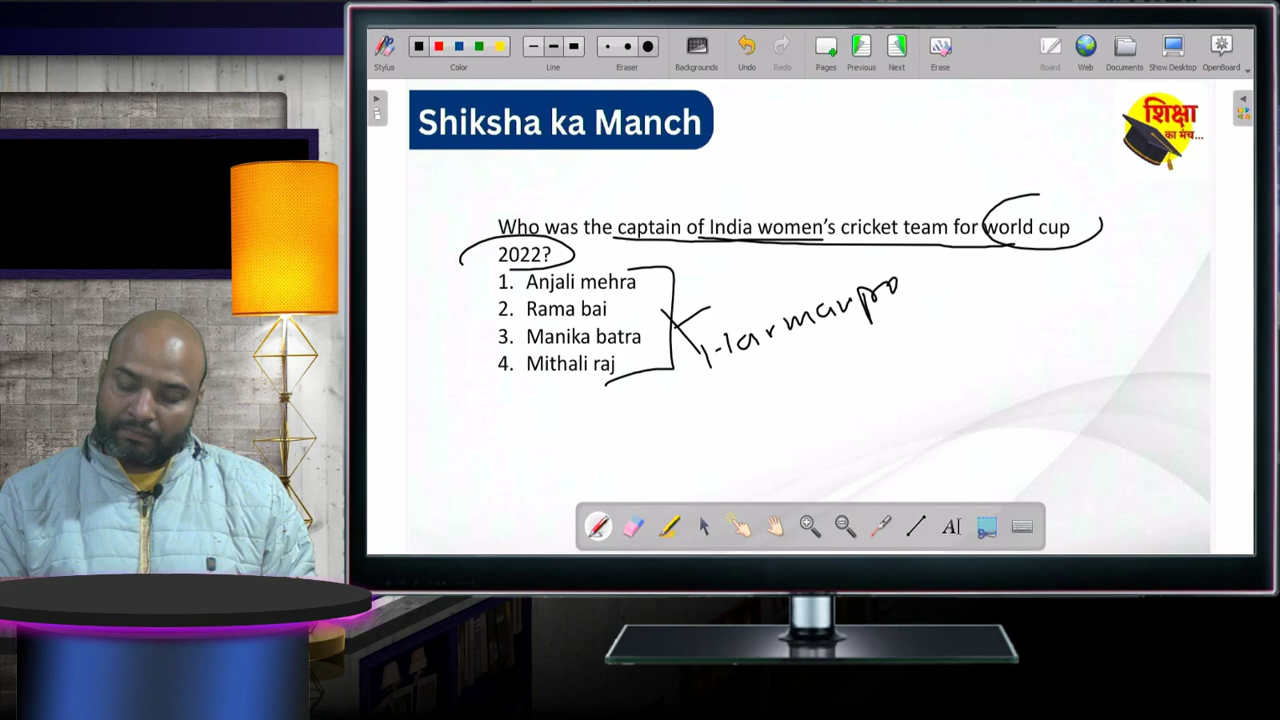 Stylus
Color
Line
Eraser
Backgrounds
Undo
Redo
Pages
Previous
Next
Erase
Board
Web
Documents
Show Desktop
OpenBoard
Shiksha ka Manch
शिक्षा
का मंच...
Who was the captain of India women's cricket team for world cup
2022?
1. Anjali mehra
2. Rama bai
3. Manika batra
4. Mithali raj
Harmanpro
AI